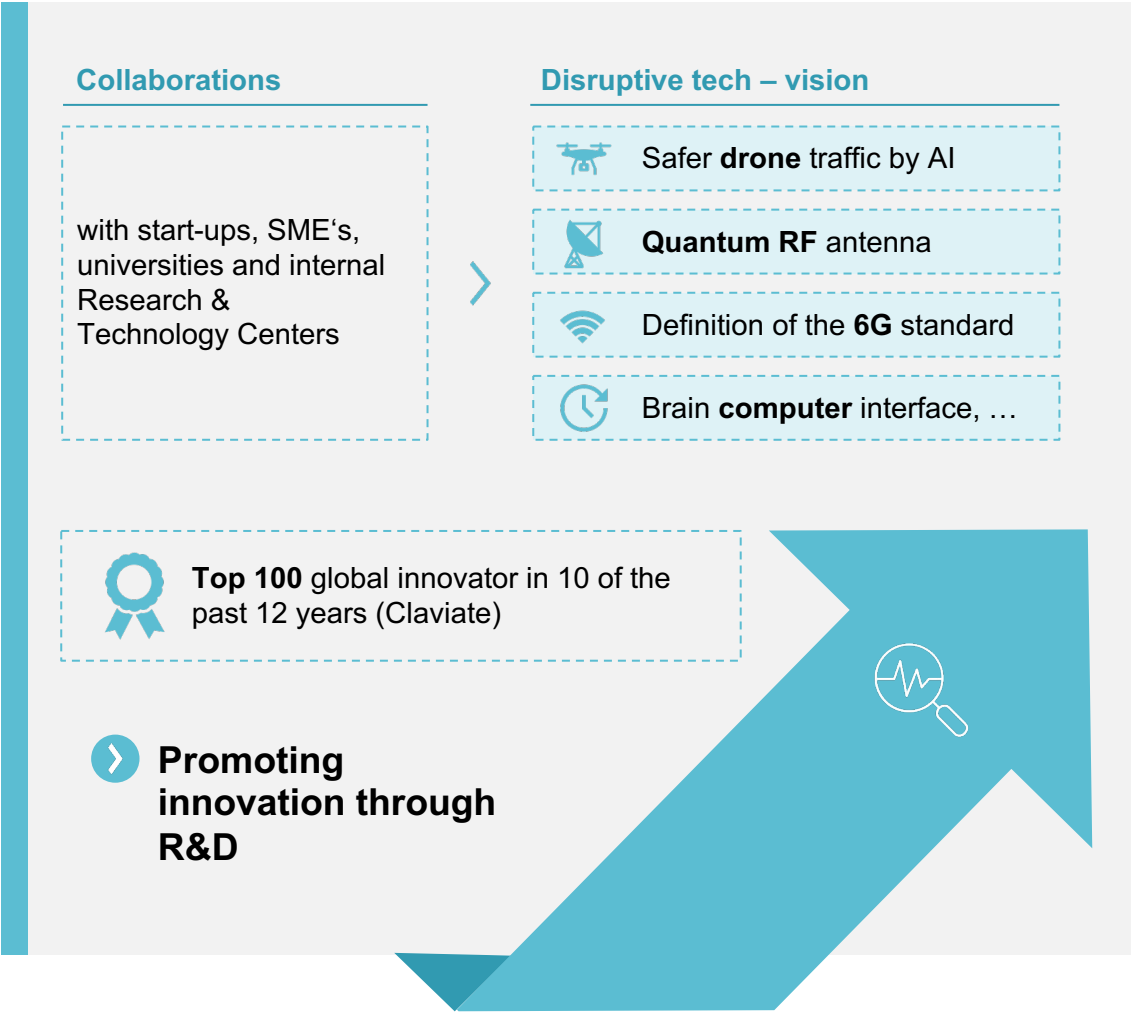 Collaborations
with start-ups, SME‘s,
universities and internal
Research &
Technology Centers
Disruptive tech – vision
Safer drone traffic by AI
Quantum RF antenna
Definition of the 6G standard
Brain computer interface, …
Top 100 global innovator in 10 of the
past 12 years (Claviate)
Promoting
innovation through
R&D